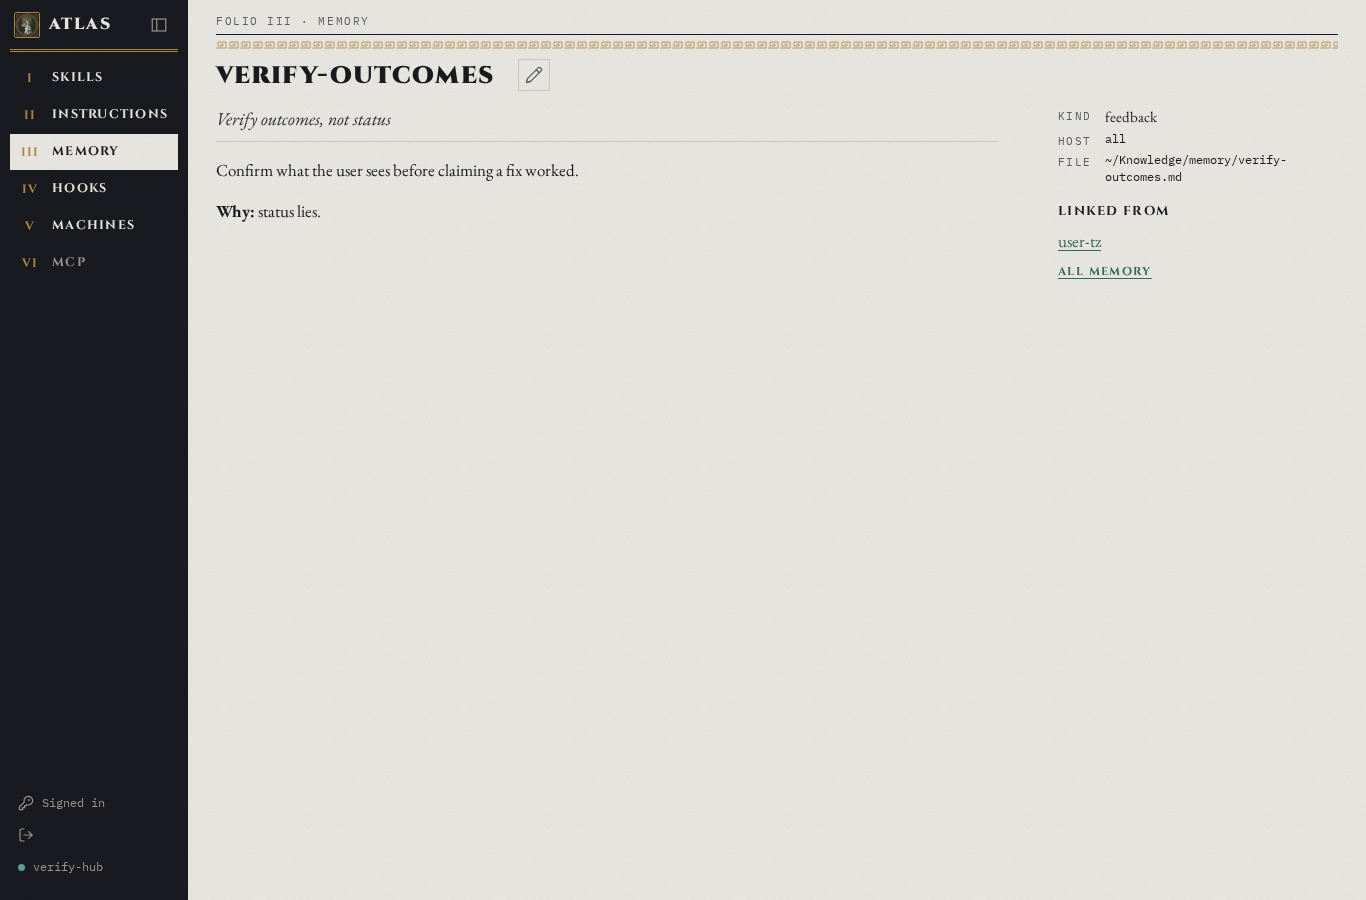 ATLAS
I SKILLS
II INSTRUCTIONS
III MEMORY
IV HOOKS
V MACHINES
VI MCP
Signed in
verify-hub
FOLIO III · MEMORY
VERIFY-OUTCOMES
Verify outcomes, not status
Confirm what the user sees before claiming a fix worked.
Why: status lies.
KIND feedback
HOST all
FILE ~/Knowledge/memory/verify-
outcomes.md
LINKED FROM
user-tz
ALL MEMORY